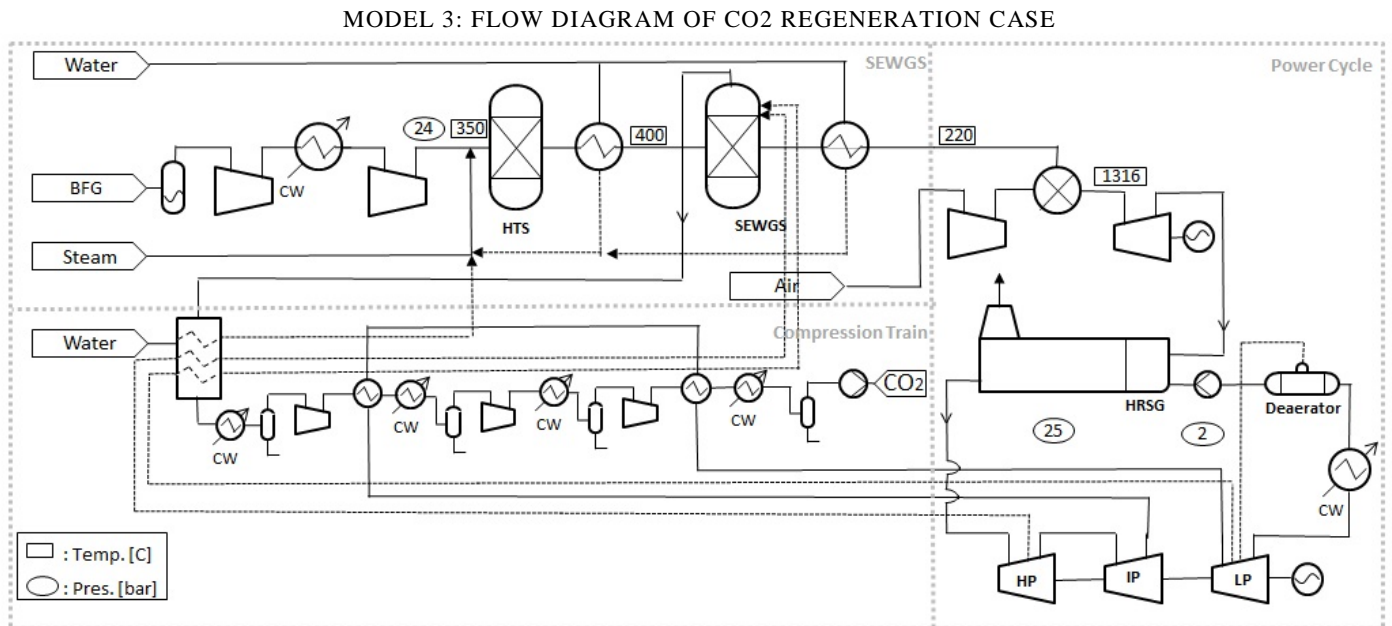 MODEL 3: FLOW DIAGRAM OF CO2 REGENERATION CASE
Water
SEWGS
Power Cycle
24
350
400
220
1316
BFG
CW
HTS
SEWGS
Steam
Air
Water
Compression Train
CO2
CW
CW
CW
CW
HRSG
Deaerator
25
2
CW
: Temp. [C]
: Pres. [bar]
HP
IP
LP